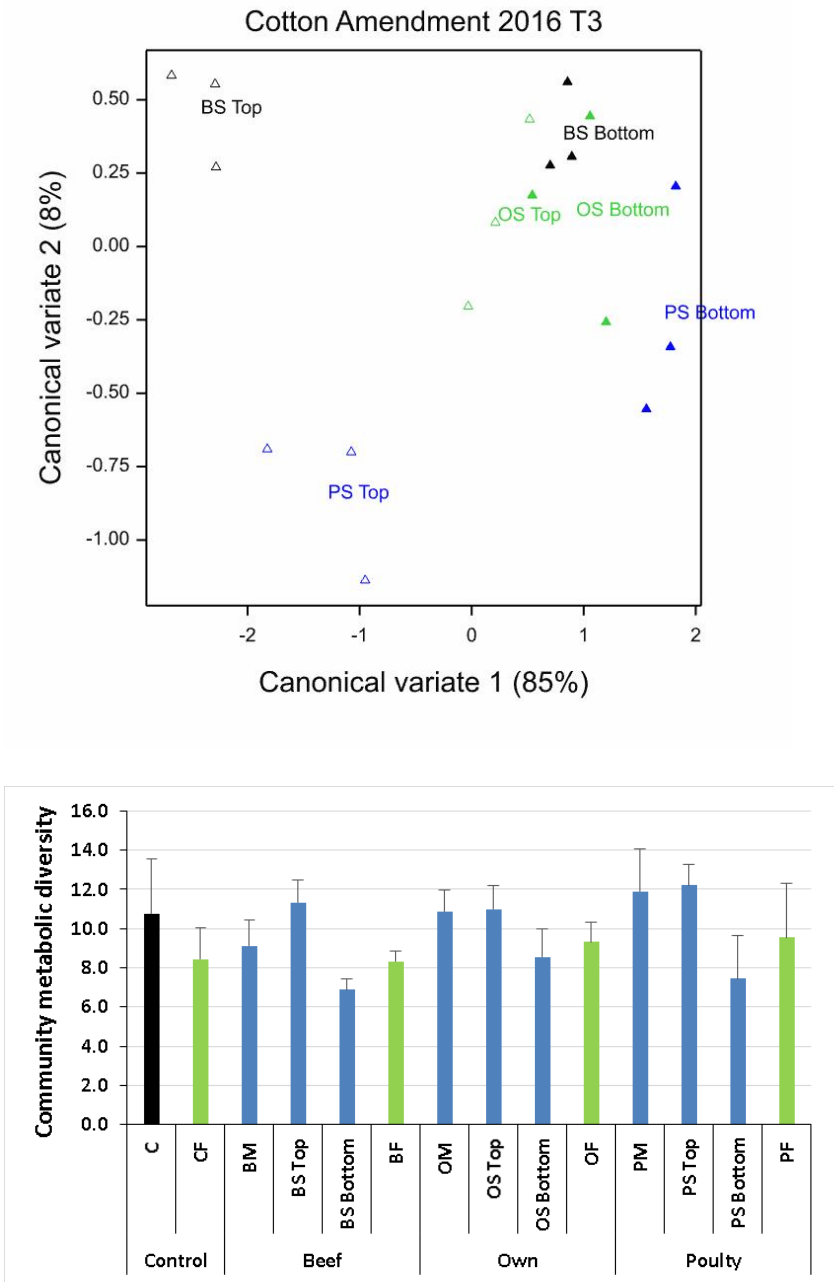 Cotton Amendment 2016 T3
Canonical variate 2 (8%)
0.50
0.25
0.00
-0.25
-0.50
-0.75
-1.00
BS Top
BS Bottom
OS Top
OS Bottom
PS Bottom
PS Top
-2
-1
0
1
2
Canonical variate 1 (85%)
Community metabolic diversity
16.0
14.0
12.0
10.0
8.0
6.0
4.0
2.0
0.0
C
CF
BM
BS Top
BS Bottom
BF
OM
OS Top
OS Bottom
OF
PM
PS Top
PS Bottom
PF
Control
Beef
Own
Poulty